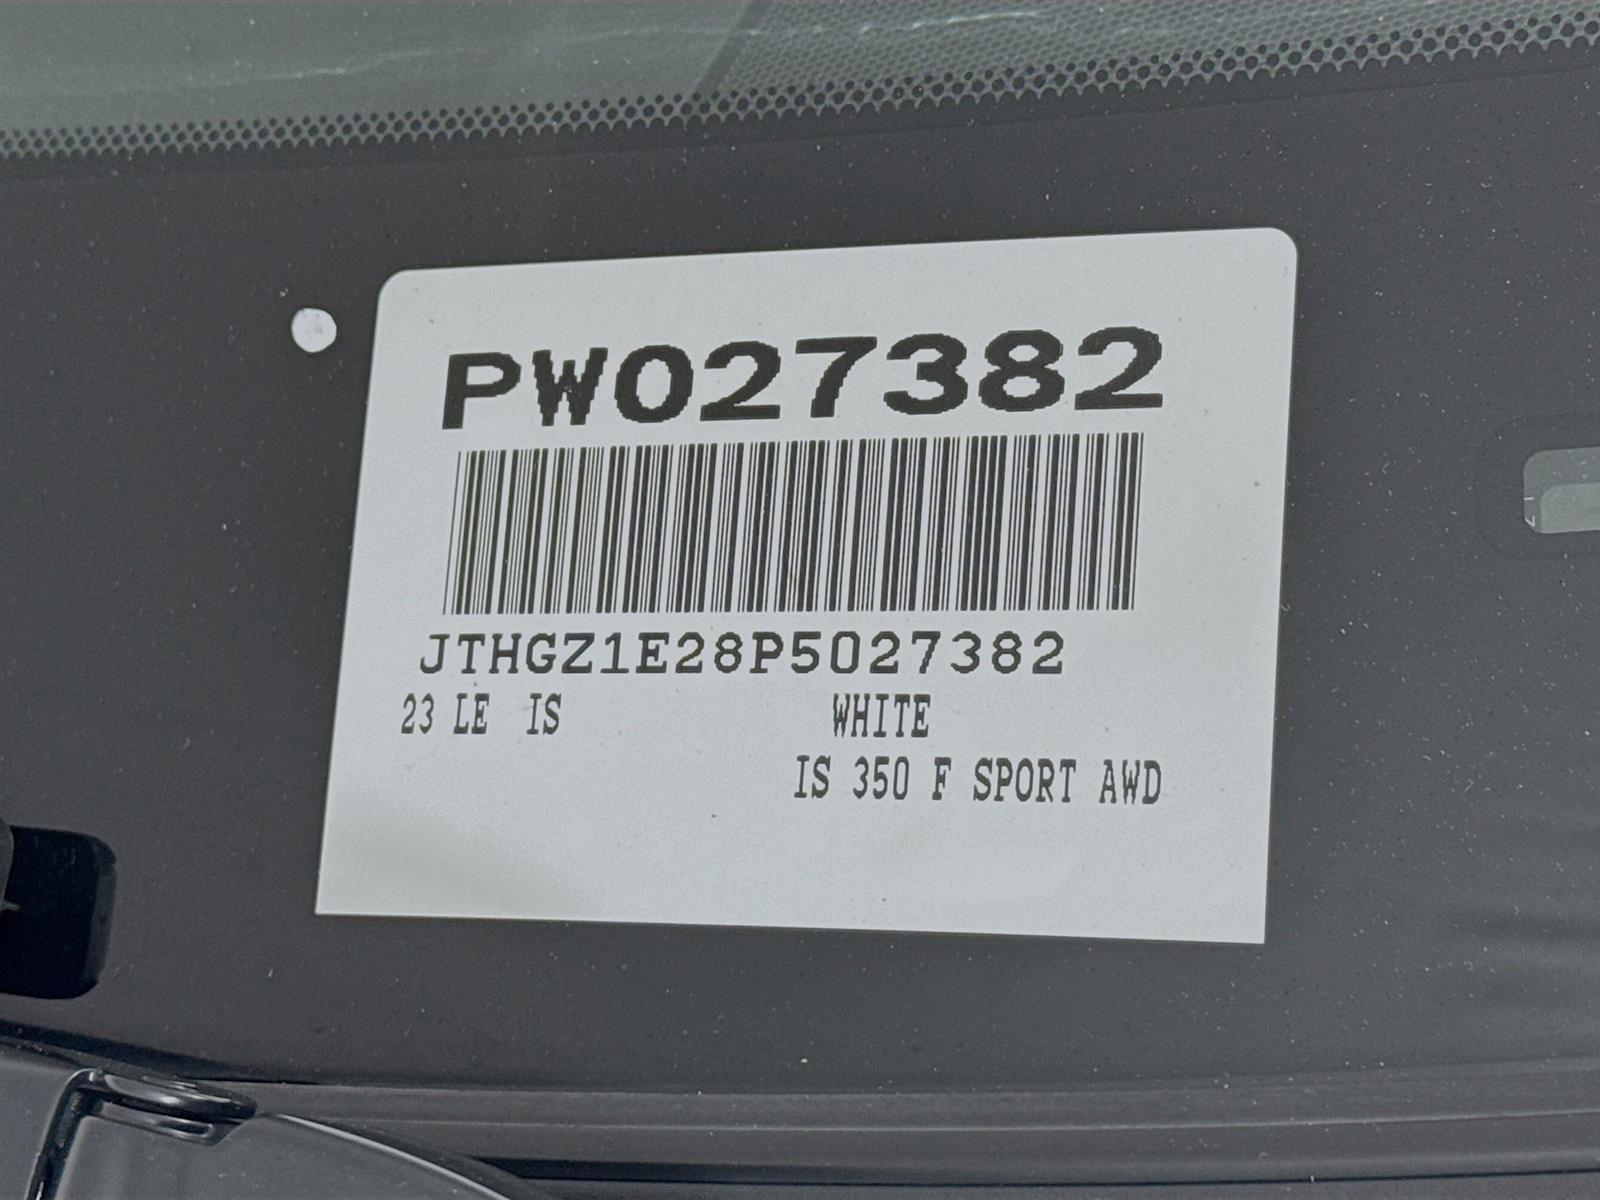 PW027382
JTHGZ1E28P5027382
23 LE IS WHITE
IS 350 F SPORT AWD